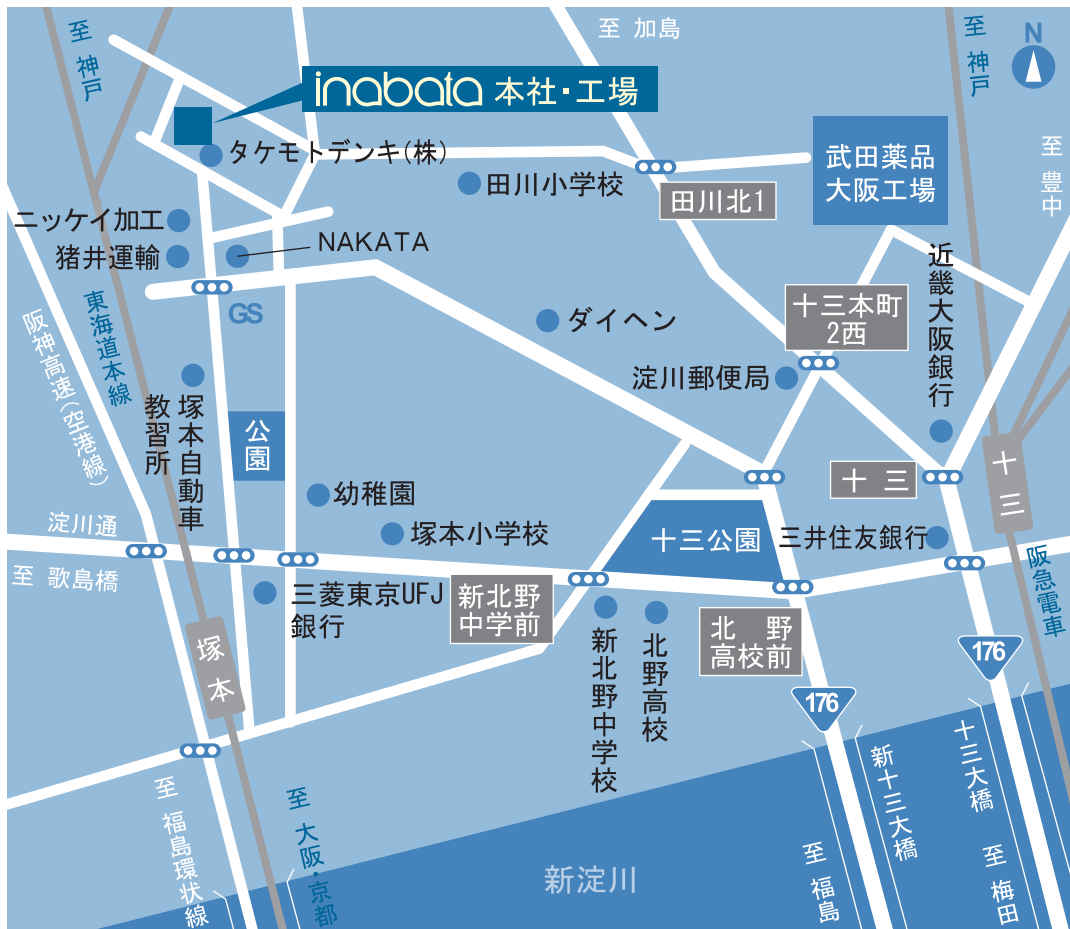 至 神戸
至 加島
至 神戸
N
inabata 本社・工場
タケモトデンキ(株)
田川小学校
田川北1
武田薬品
大阪工場
至 豊中
ニッケイ加工
猪井運輸
NAKATA
GS
東海道本線
阪神高速(空港線)
ダイヘン
十三本町
2西
近畿大阪銀行
淀川郵便局
塚本自動車
教習所
公園
十三
十三
幼稚園
塚本小学校
十三公園
三井住友銀行
淀川通
至 歌島橋
三菱東京UFJ
銀行
新北野
中学前
新北野中学校
北野高校
北 野
高校前
阪急電車
塚本
176
176
至 福島環状線
至 大阪・京都
新淀川
新十三大橋
至 福島
十三大橋
至 梅田